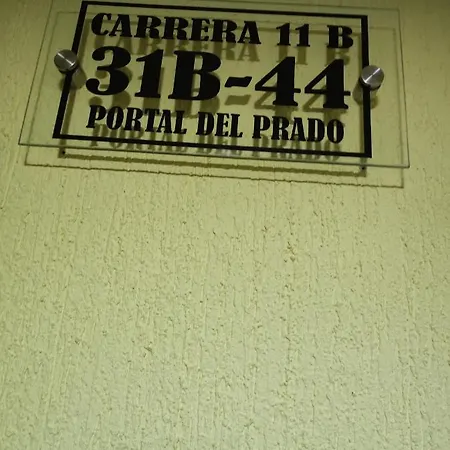 CARRERA 11 B
31B-44
PORTAL DEL PRADO